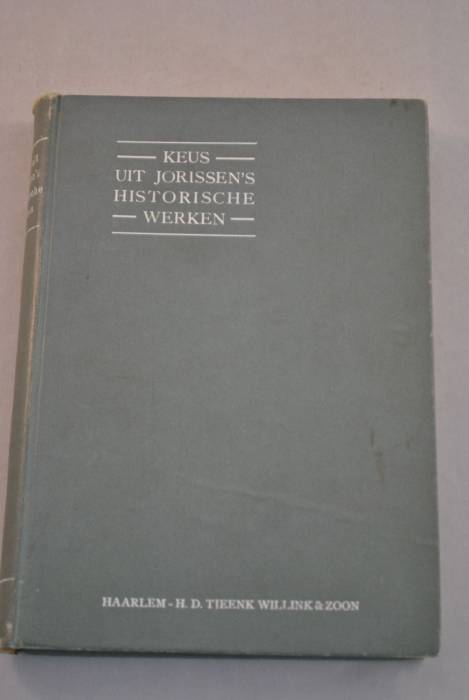 KEUS
UIT JORISSEN'S
HISTORISCHE
WERKEN
HAARLEM - H. D. TJEENK WILLINK & ZOON